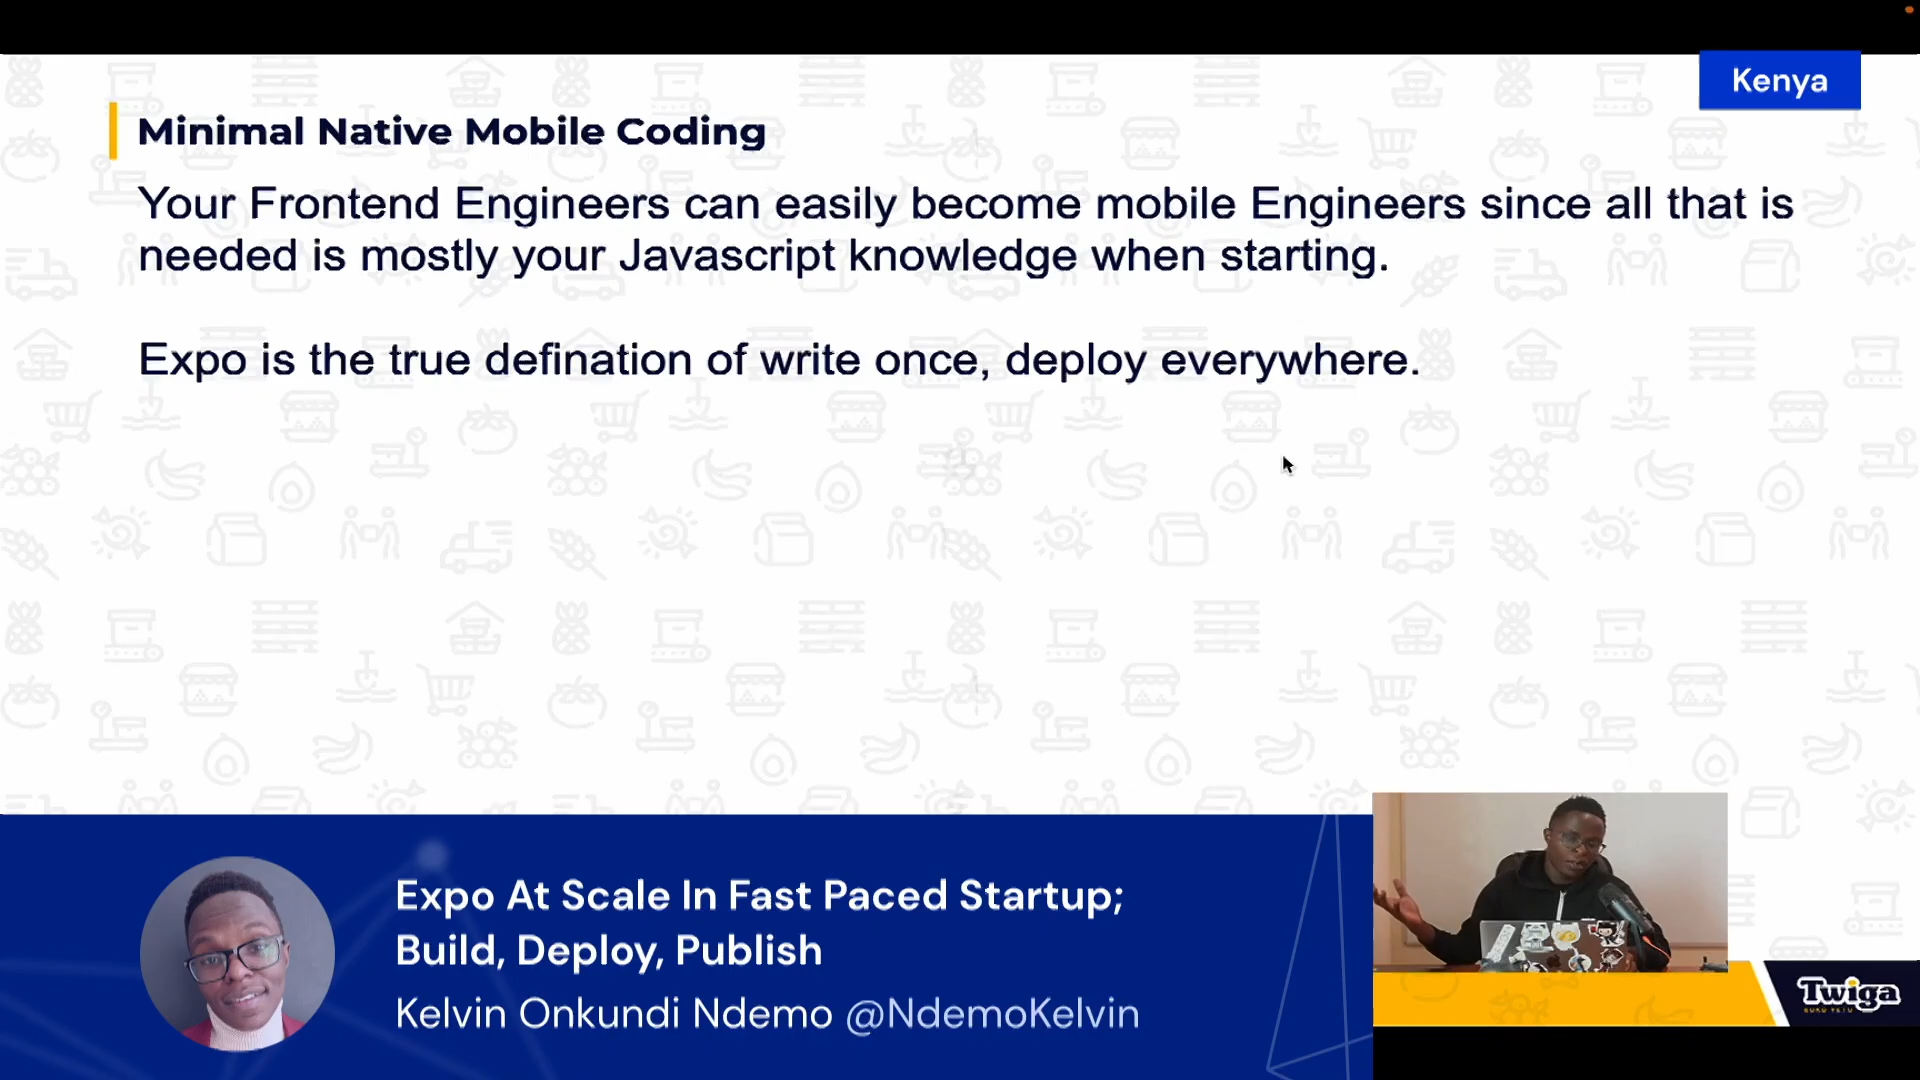 Kenya
Minimal Native Mobile Coding
Your Frontend Engineers can easily become mobile Engineers since all that is
needed is mostly your Javascript knowledge when starting.
Expo is the true defination of write once, deploy everywhere.
Expo At Scale In Fast Paced Startup;
Build, Deploy, Publish
Kelvin Onkundi Ndemo @NdemoKelvin
Twiga